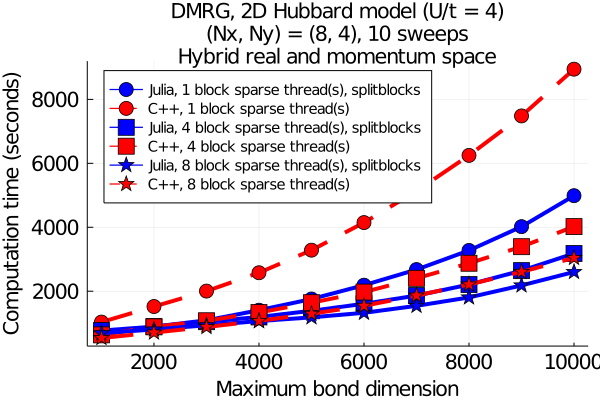 DMRG, 2D Hubbard model (U/t = 4)
(Nx, Ny) = (8, 4), 10 sweeps
Hybrid real and momentum space
Julia, 1 block sparse thread(s), splitblocks
C++, 1 block sparse thread(s)
Julia, 4 block sparse thread(s), splitblocks
C++, 4 block sparse thread(s)
Julia, 8 block sparse thread(s), splitblocks
C++, 8 block sparse thread(s)
Computation time (seconds)
8000
6000
4000
2000
2000 4000 6000 8000 10000
Maximum bond dimension